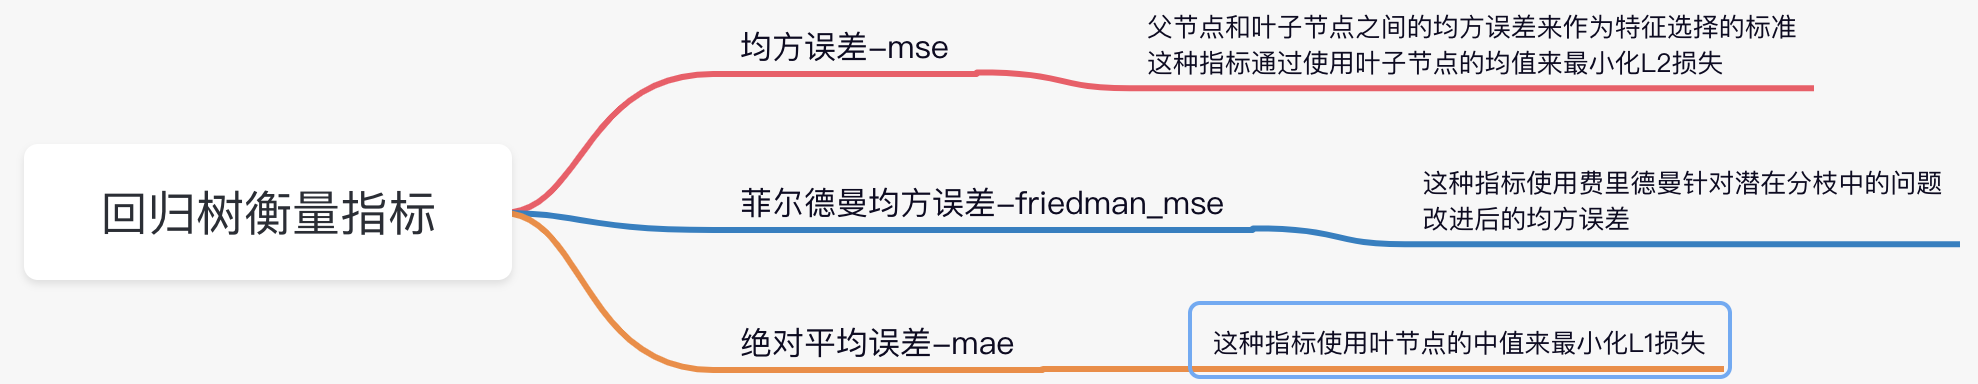 回归树衡量指标
均方误差-mse
父节点和叶子节点之间的均方误差来作为特征选择的标准
这种指标通过使用叶子节点的均值来最小化L2损失
菲尔德曼均方误差-friedman_mse
这种指标使用费里德曼针对潜在分枝中的问题
改进后的均方误差
绝对平均误差-mae
这种指标使用叶节点的中值来最小化L1损失